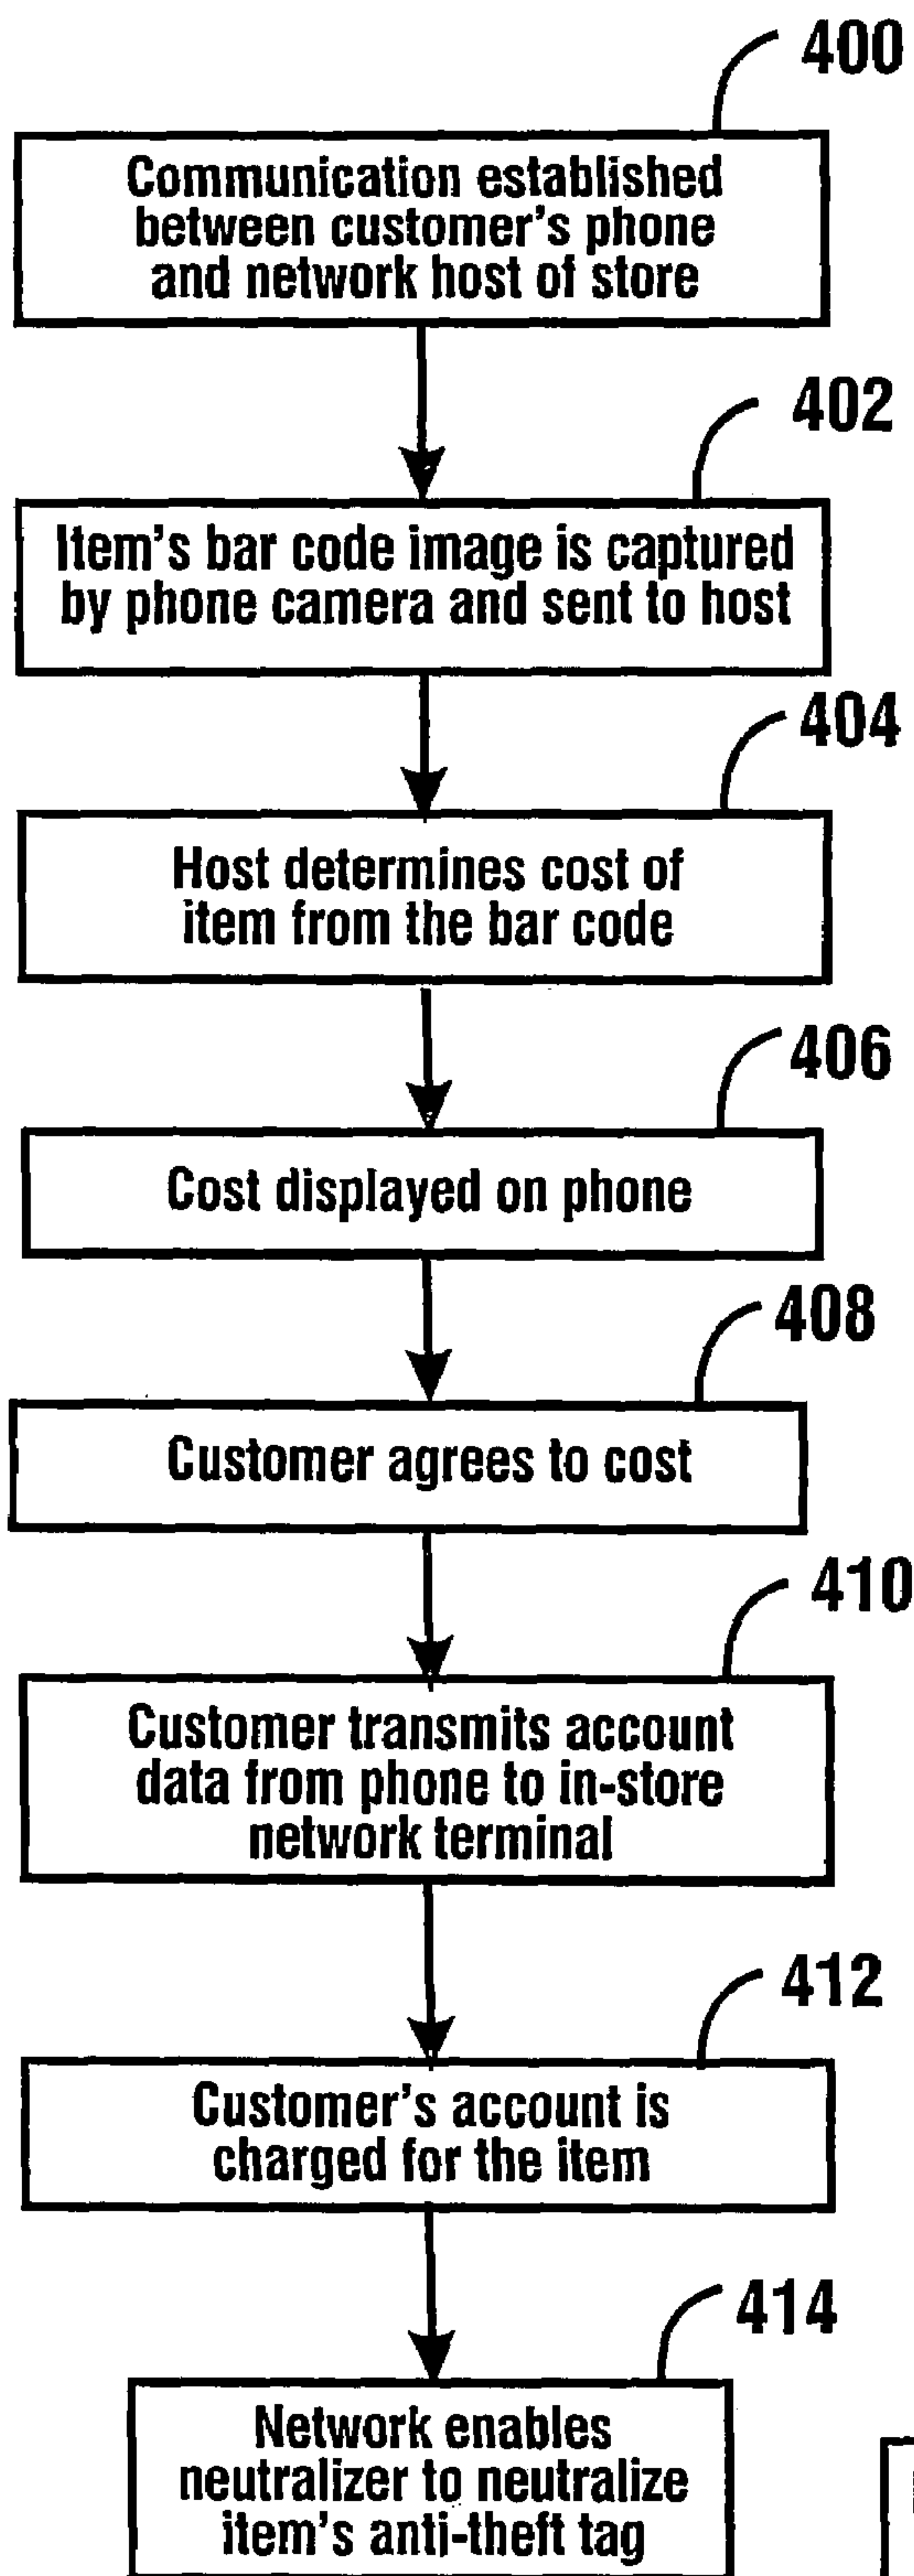 400
Communication established
between customer's phone
and network host of store
402
Item's bar code image is captured
by phone camera and sent to host
404
Host determines cost of
item from the bar code
406
Cost displayed on phone
408
Customer agrees to cost
410
Customer transmits account
data from phone to in-store
network terminal
412
Customer's account is
charged for the item
414
Network enables
neutralizer to neutralize
item's anti-theft tag